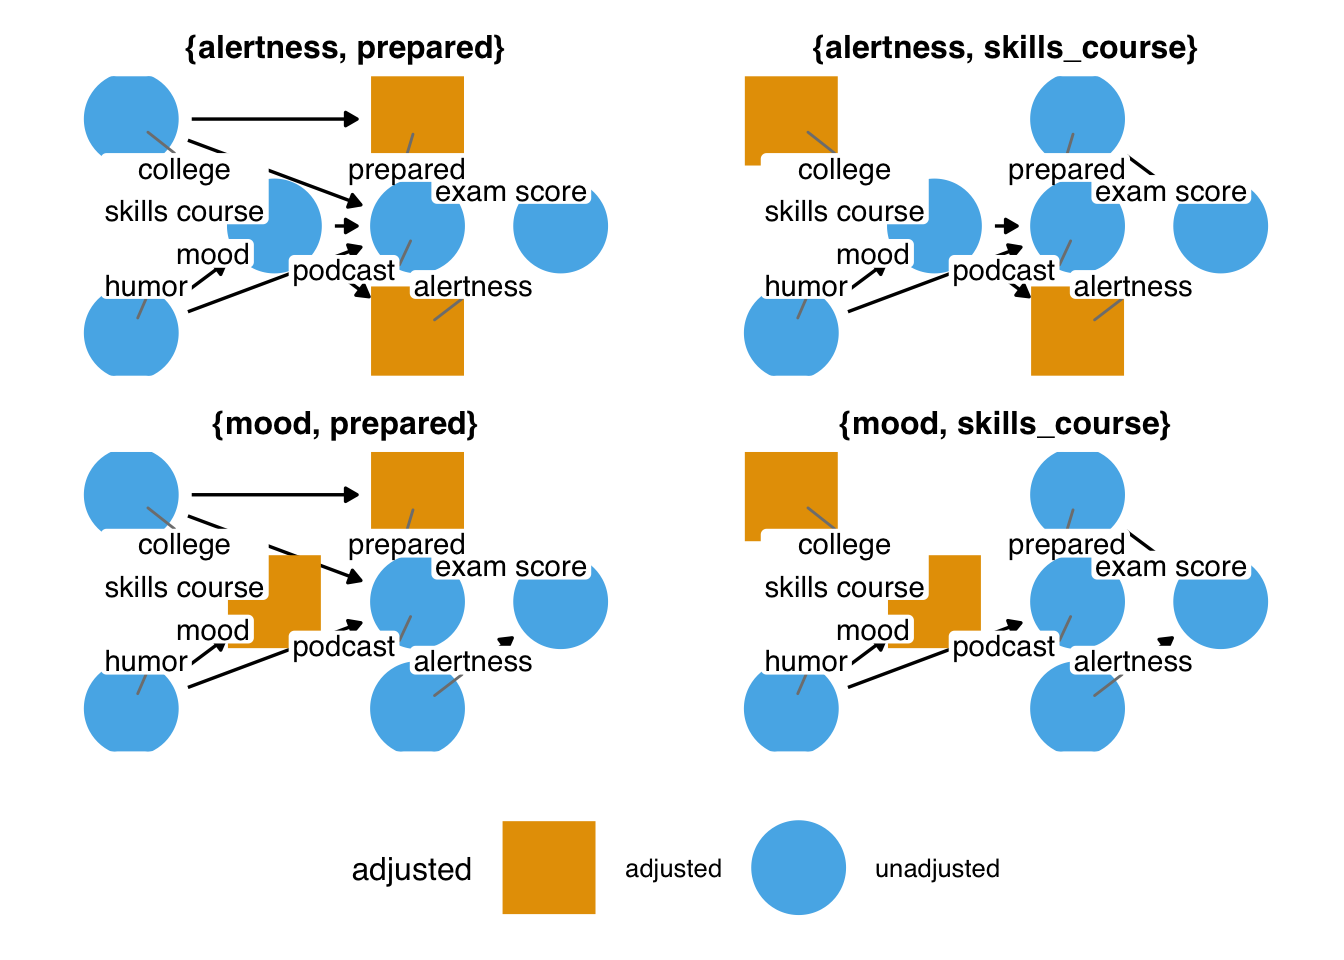 {alertness, prepared}
college
prepared
exam score
skills course
mood
podcast
humor
alertness
{alertness, skills_course}
college
prepared
exam score
skills course
mood
podcast
humor
alertness
{mood, prepared}
college
prepared
exam score
skills course
mood
podcast
humor
alertness
{mood, skills_course}
college
prepared
exam score
skills course
mood
podcast
humor
alertness
adjusted
adjusted
unadjusted